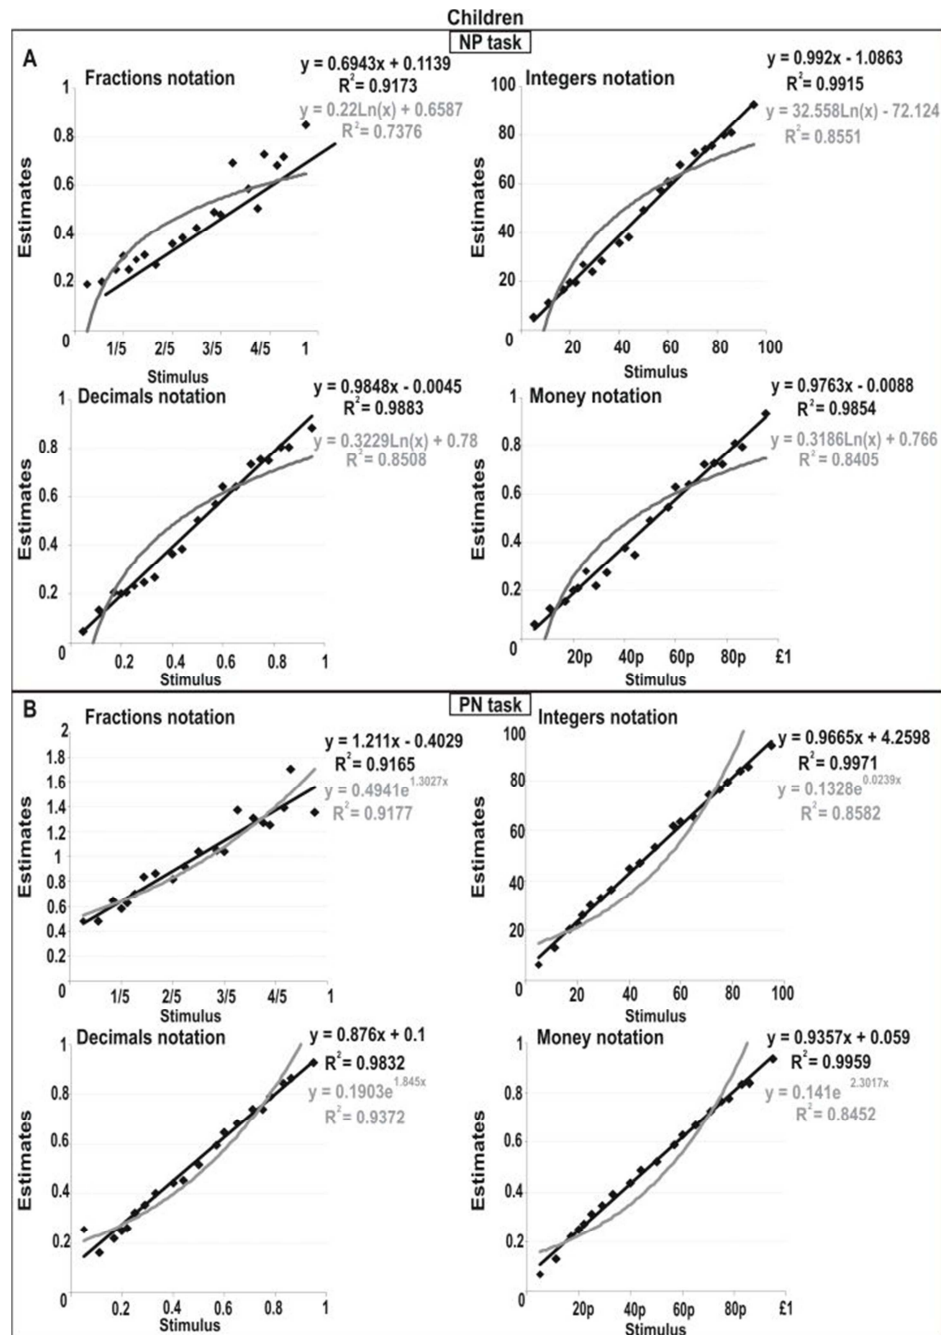 Children
NP task
A
Fractions notation
y = 0.6943x + 0.1139
R² = 0.9173
y = 0.22Ln(x) + 0.6587
R² = 0.7376
Estimates
1
0.8
0.6
0.4
0.2
0
1/5 2/5 3/5 4/5 1
Stimulus
Integers notation
y = 0.992x - 1.0863
R² = 0.9915
y = 32.558Ln(x) - 72.124
R² = 0.8551
Estimates
100
80
60
40
20
0
20 40 60 80 100
Stimulus
Decimals notation
y = 0.9848x - 0.0045
R² = 0.9883
y = 0.3229Ln(x) + 0.78
R² = 0.8508
Estimates
1
0.8
0.6
0.4
0.2
0
0.2 0.4 0.6 0.8 1
Stimulus
Money notation
y = 0.9763x - 0.0088
R² = 0.9854
y = 0.3186Ln(x) + 0.766
R² = 0.8405
Estimates
1
0.8
0.6
0.4
0.2
0
20p 40p 60p 80p £1
Stimulus
PN task
B
Fractions notation
y = 1.211x - 0.4029
R² = 0.9165
y = 0.4941e^1.3027x
R² = 0.9177
Estimates
2
1.8
1.6
1.4
1.2
1
0.8
0.6
0.4
0.2
0
1/5 2/5 3/5 4/5 1
Stimulus
Integers notation
y = 0.9665x + 4.2598
R² = 0.9971
y = 0.1328e^0.0239x
R² = 0.8582
Estimates
100
80
60
40
20
0
0 20 40 60 80 100
Stimulus
Decimals notation
y = 0.876x + 0.1
R² = 0.9832
y = 0.1903e^1.845x
R² = 0.9372
Estimates
1
0.8
0.6
0.4
0.2
0
0.2 0.4 0.6 0.8 1
Stimulus
Money notation
y = 0.9357x + 0.059
R² = 0.9959
y = 0.141e^2.3017x
R² = 0.8452
Estimates
1
0.8
0.6
0.4
0.2
0
20p 40p 60p 80p £1
Stimulus